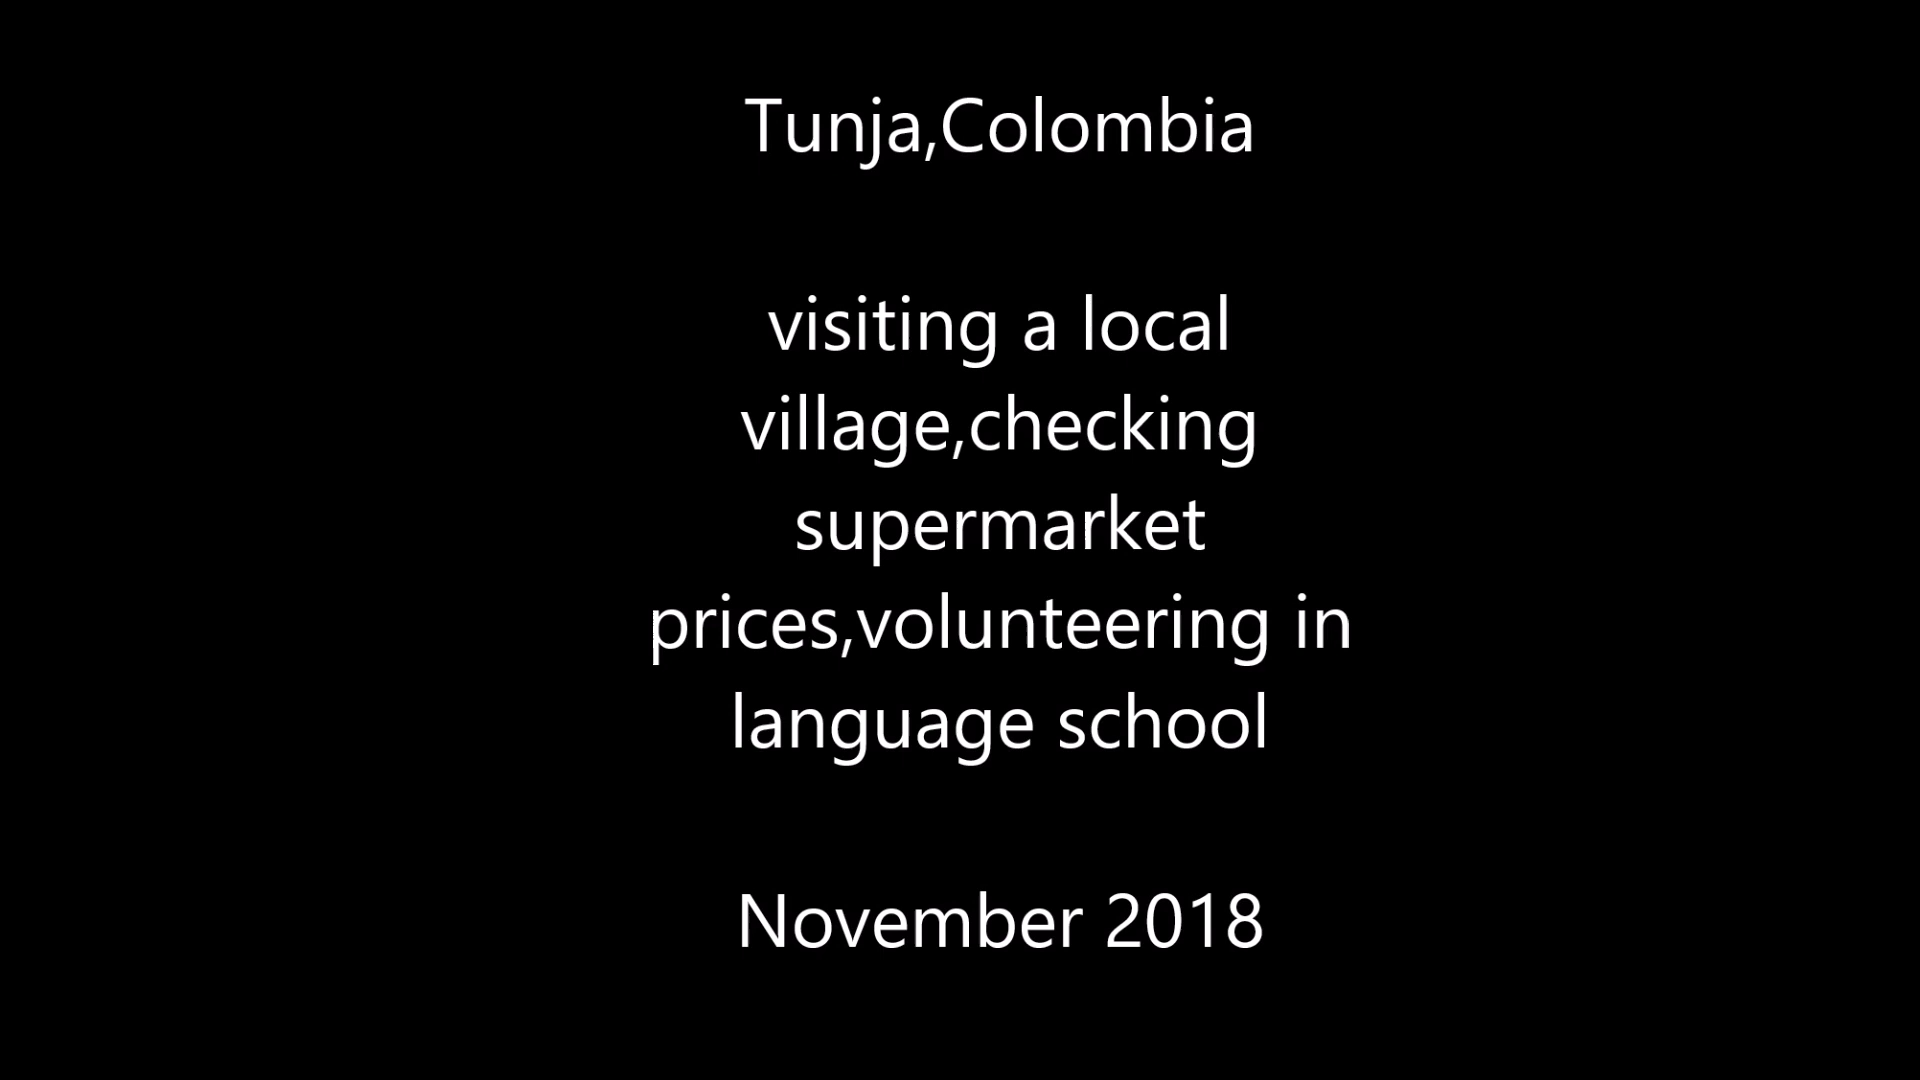 Tunja,Colombia
visiting a local
village,checking
supermarket
prices,volunteering in
language school
November 2018